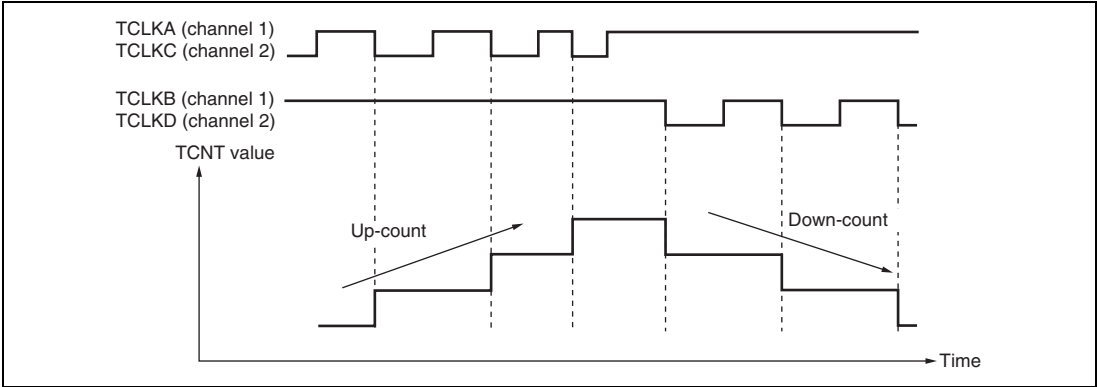 TCLKA (channel 1)
TCLKC (channel 2)
TCLKB (channel 1)
TCLKD (channel 2)
TCNT value
Up-count
Down-count
Time